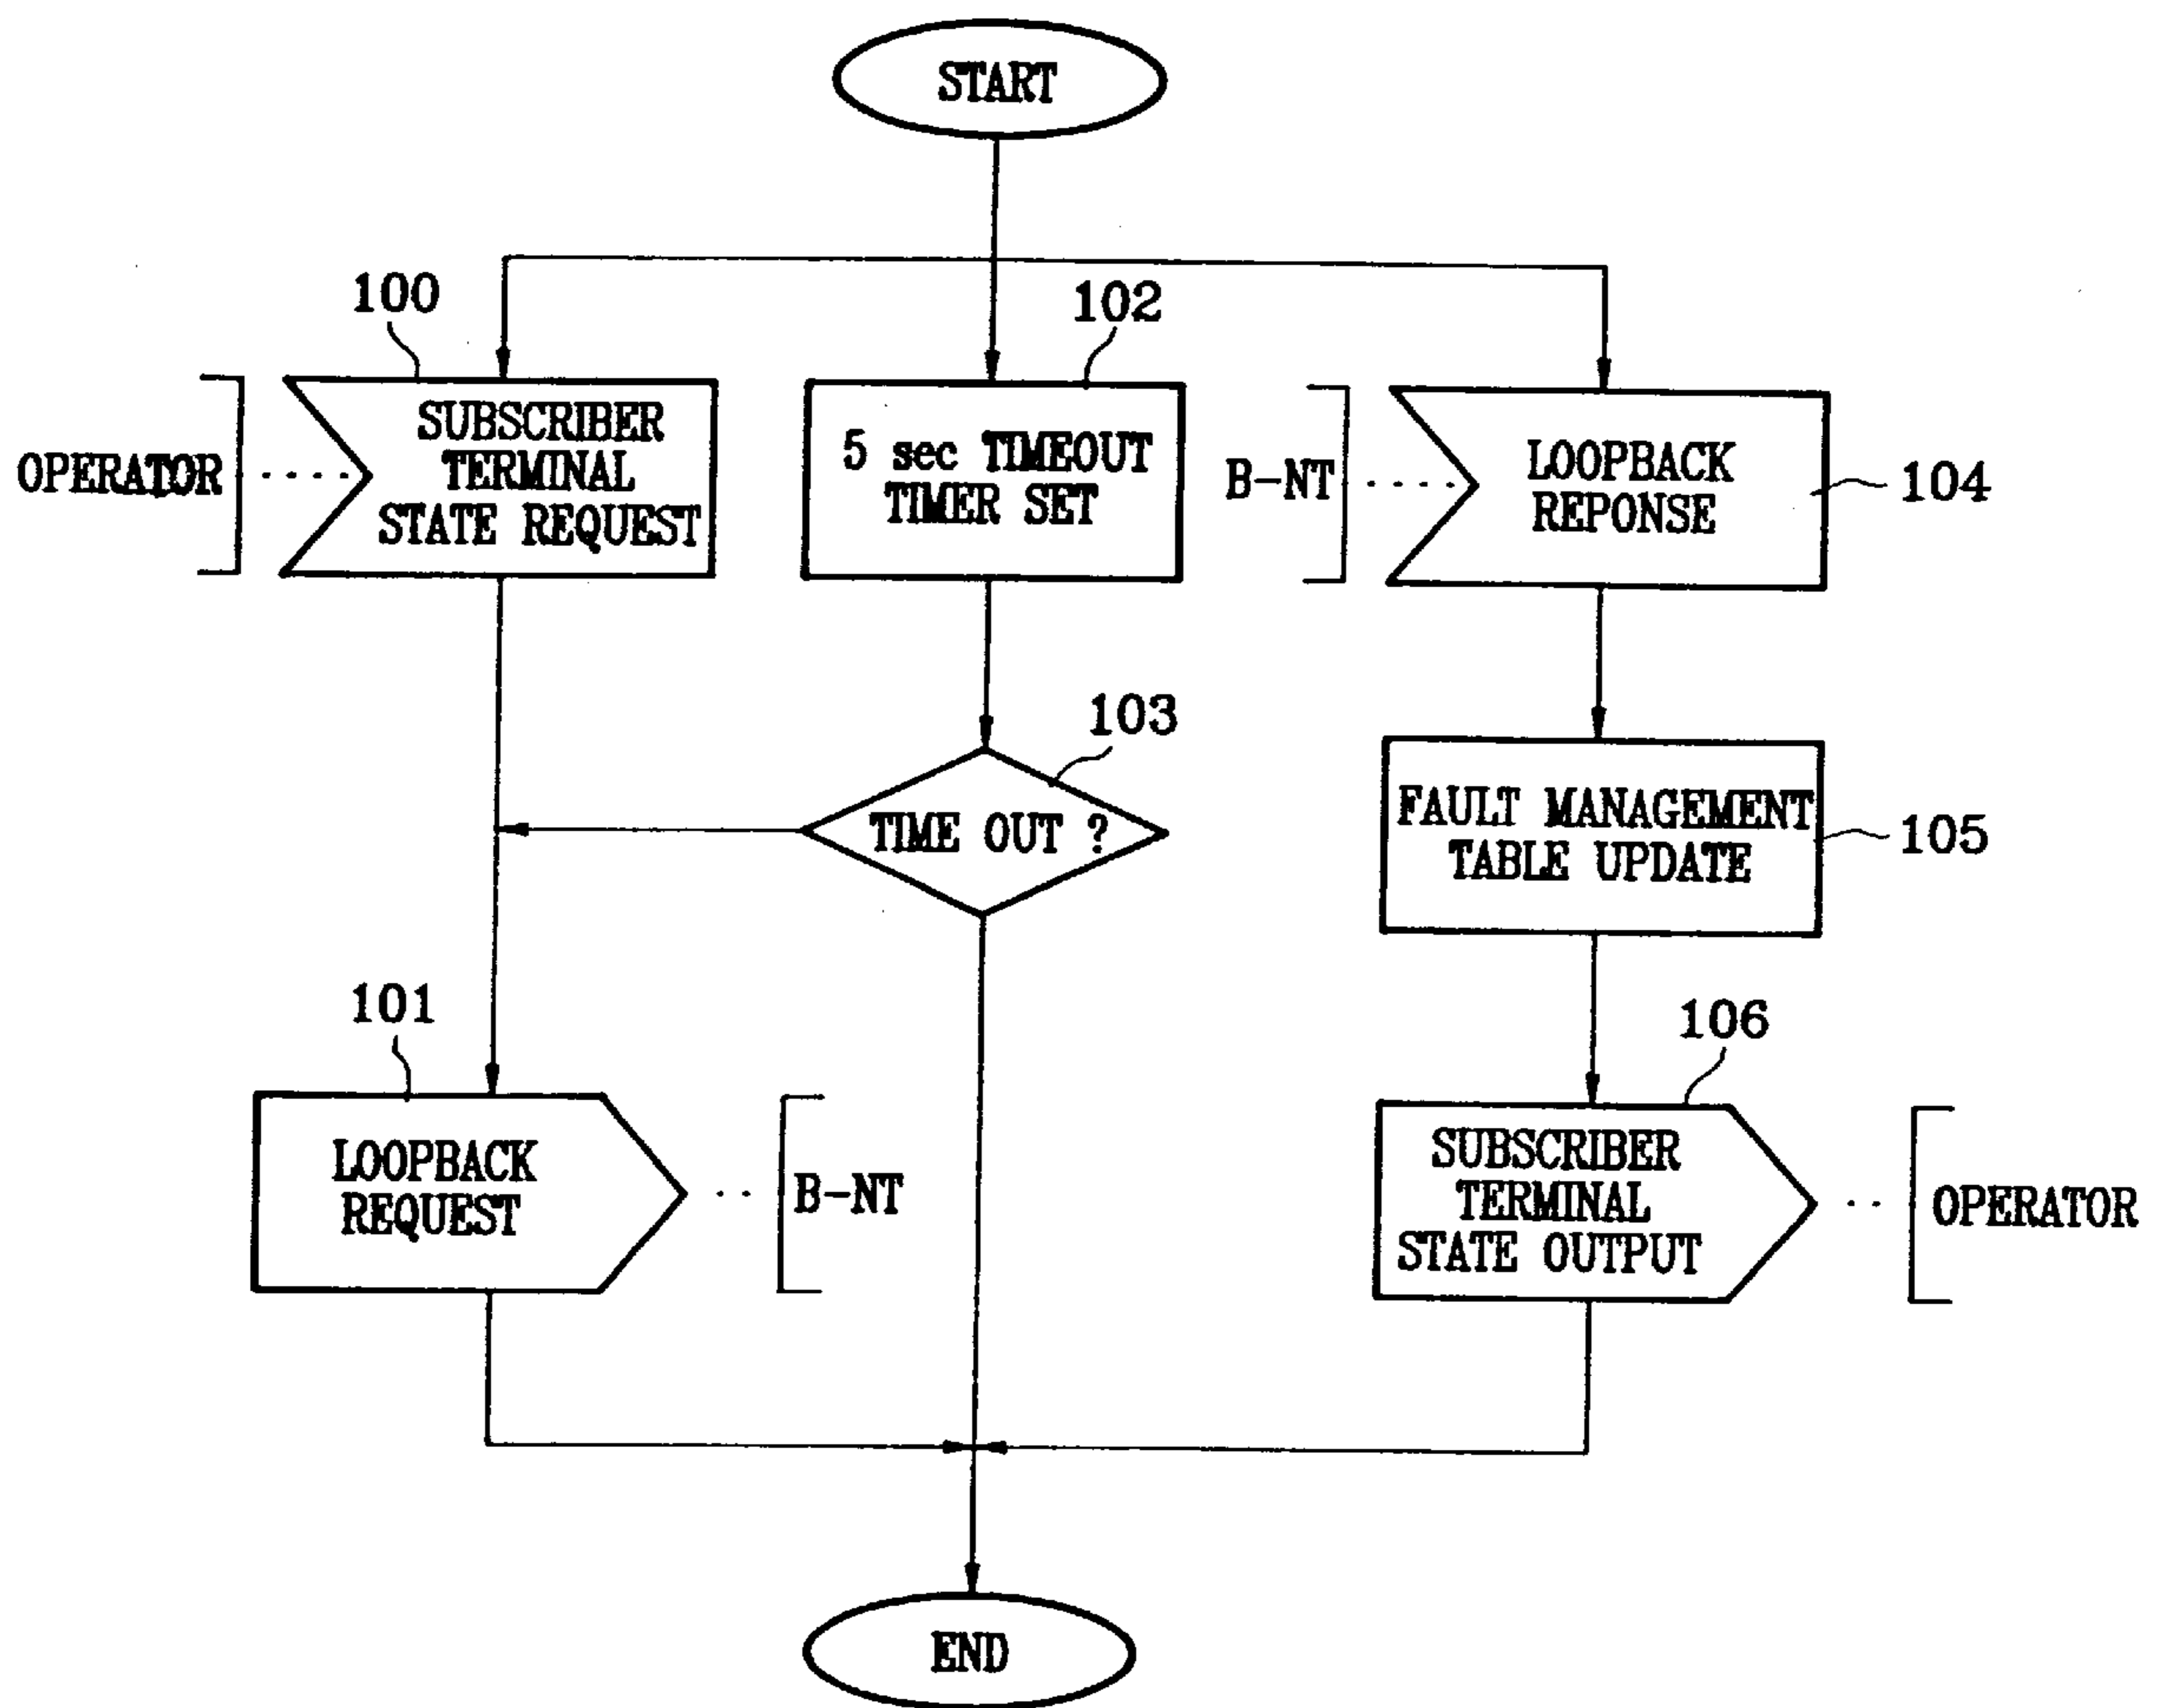 START
100
102
OPERATOR
SUBSCRIBER
TERMINAL
STATE REQUEST
5 sec TIMEOUT
TIMER SET
B-NT
LOOPBACK
REPONSE
104
103
TIME OUT ?
FAULT MANAGEMENT
TABLE UPDATE
105
101
106
LOOPBACK
REQUEST
B-NT
SUBSCRIBER
TERMINAL
STATE OUTPUT
OPERATOR
END